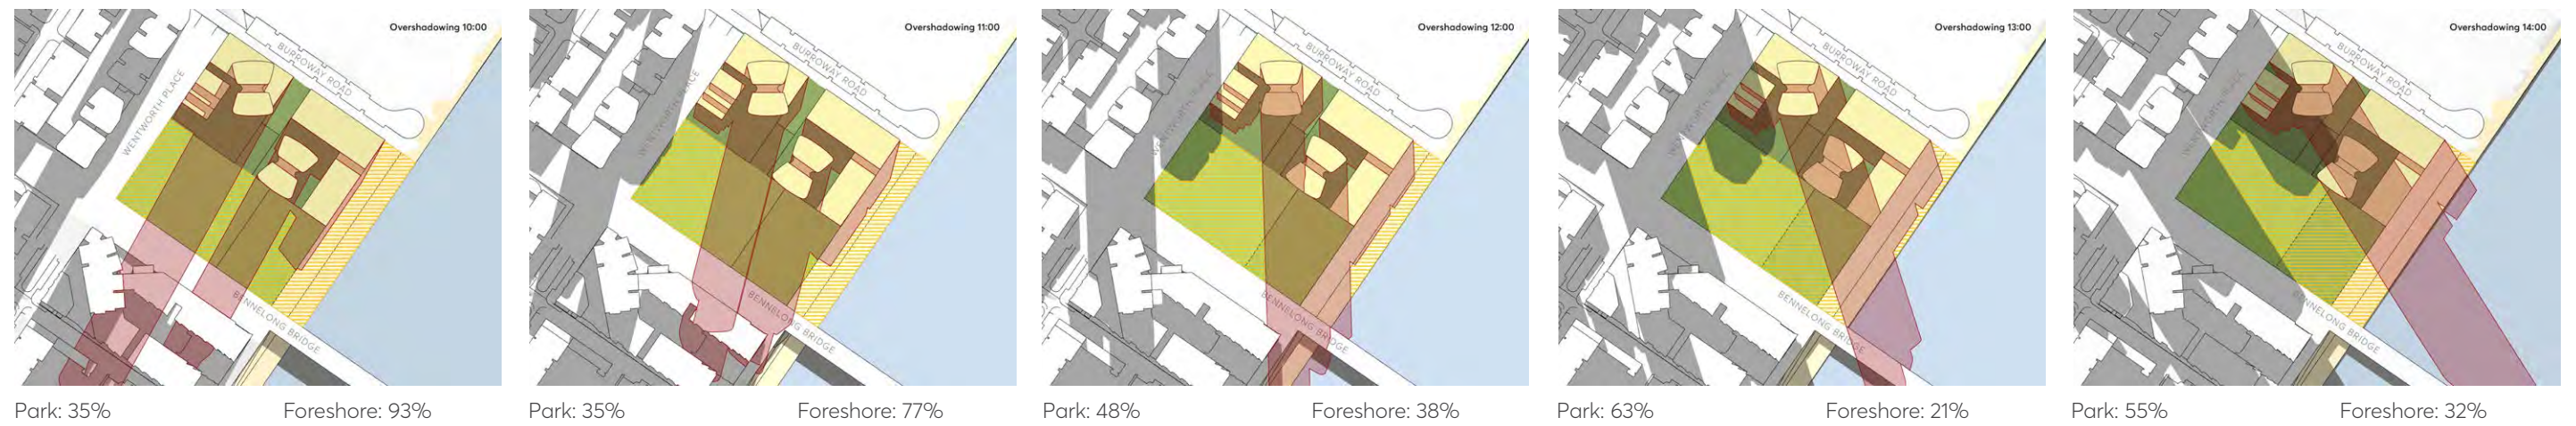 Overshadowing 10:00
BURROWAY ROAD
WENTWORTH PLACE
BENNELONG BRIDGE
Park: 35%
Foreshore: 93%
Overshadowing 11:00
BURROWAY ROAD
WENTWORTH PLACE
BENNELONG BRIDGE
Park: 35%
Foreshore: 77%
Overshadowing 12:00
BURROWAY ROAD
WENTWORTH PLACE
BENNELONG BRIDGE
Park: 48%
Foreshore: 38%
Overshadowing 13:00
BURROWAY ROAD
WENTWORTH PLACE
BENNELONG BRIDGE
Park: 63%
Foreshore: 21%
Overshadowing 14:00
BURROWAY ROAD
WENTWORTH PLACE
BENNELONG BRIDGE
Park: 55%
Foreshore: 32%